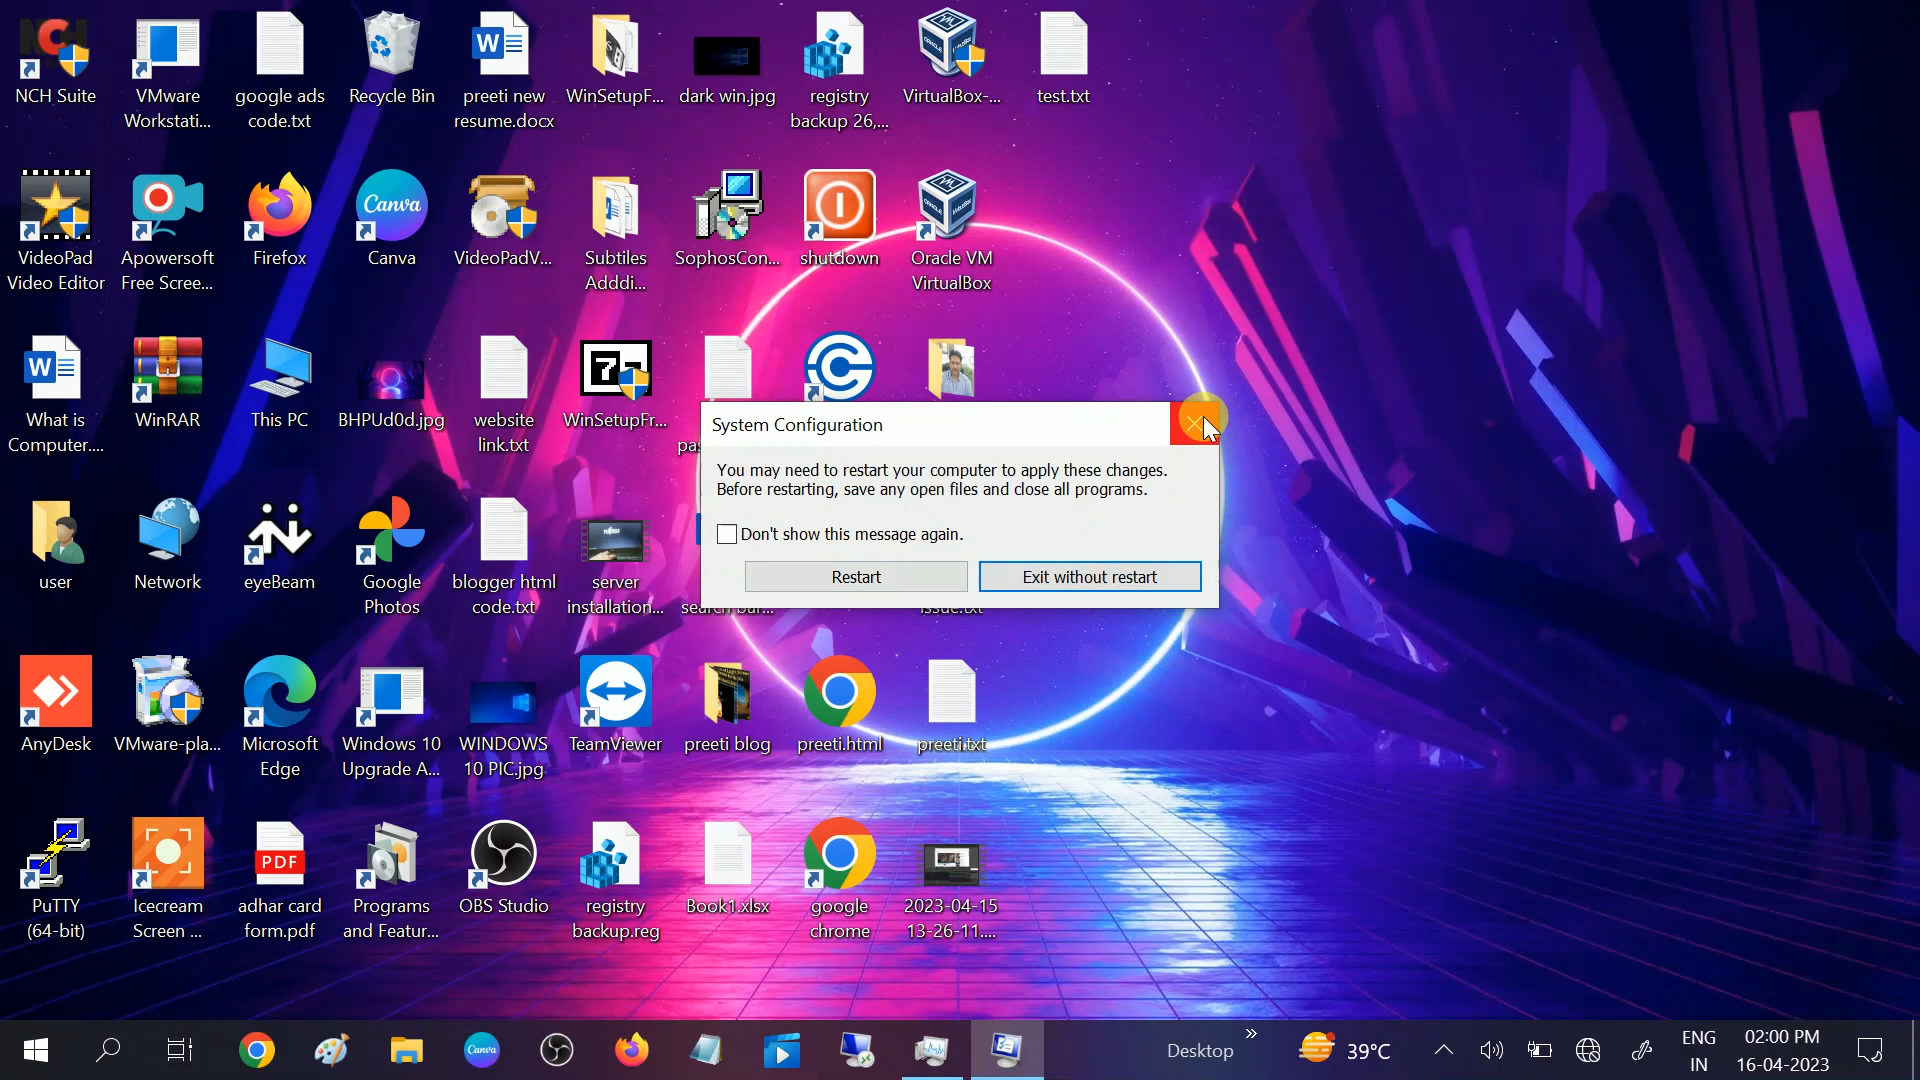 NCH Suite
VMware
Workstati...
google ads
code.txt
Recycle Bin
preeti new
resume.docx
WinSetupF...
dark win.jpg
registry
backup 26,...
VirtualBox-...
test.txt
VideoPad
Video Editor
Apowersoft
Free Scree...
Firefox
Canva
Canva
VideoPadV...
Subtiles
Adddi...
SophosCon...
shutdown
Oracle VM
VirtualBox
What is
Computer....
WinRAR
This PC
BHPUd0d.jpg
website
link.txt
WinSetupFr...
System Configuration
You may need to restart your computer to apply these changes.
Before restarting, save any open files and close all programs.
Don't show this message again.
Restart
Exit without restart
user
Network
eyeBeam
Google
Photos
blogger html
code.txt
server
installation...
AnyDesk
VMware-pla...
Microsoft
Edge
Windows 10
Upgrade A...
WINDOWS
10 PIC.jpg
TeamViewer
preeti blog
preeti.html
preeti.txt
PuTTY
(64-bit)
Icecream
Screen ...
PDF
adhar card
form.pdf
Programs
and Featur...
OBS Studio
registry
backup.reg
Book1.xlsx
google
chrome
2023-04-15
13-26-11....
Canva
Desktop
39°C
ENG
IN
02:00 PM
16-04-2023